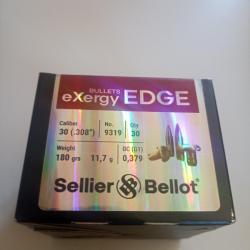 BULLETS
eXergy EDGE
Caliber No. Qty
30 (.308") 9319 30
Weight BC (G1)
180 grs 11,7 g 0,379
Sellier & Bellot®